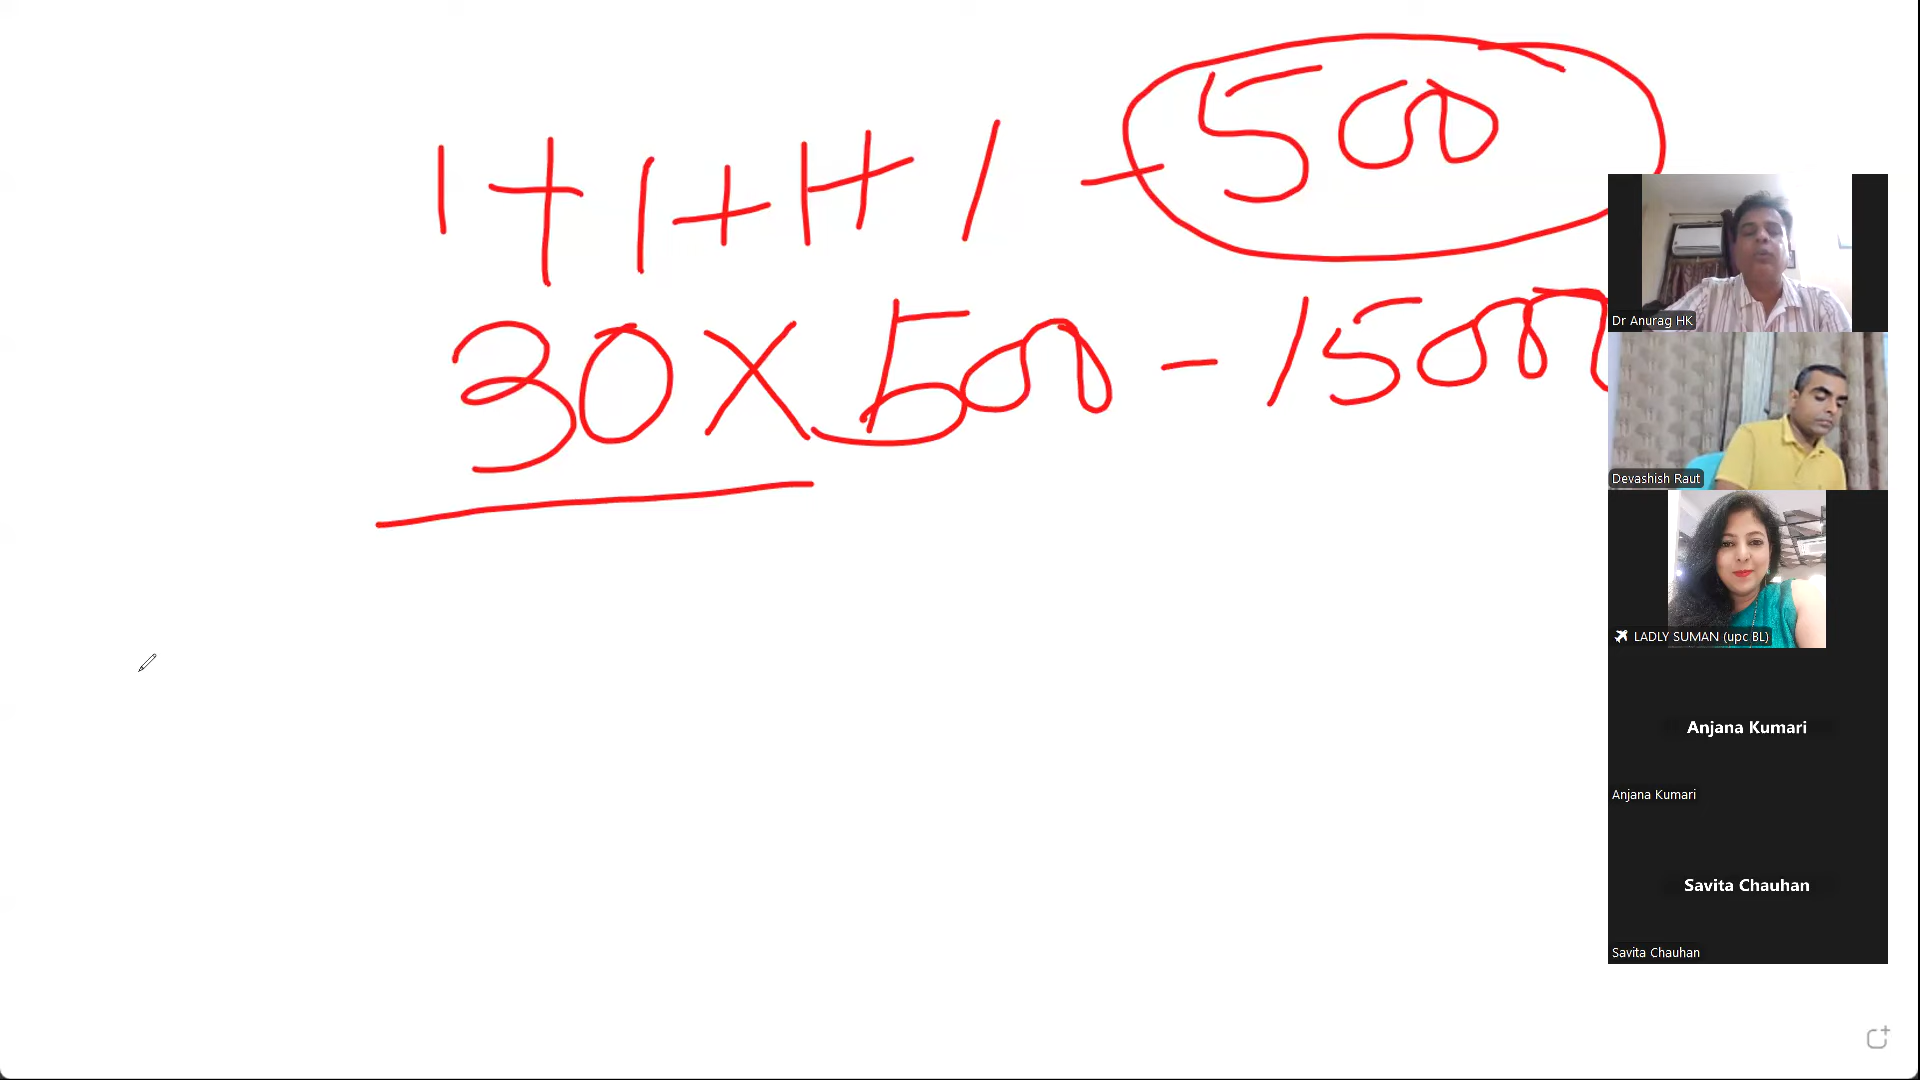 1+1+1+1 - 500
30 x 500 - 15000
Dr Anurag HK
Devashish Raut
LADLY SUMAN (upc BL)
Anjana Kumari
Anjana Kumari
Savita Chauhan
Savita Chauhan